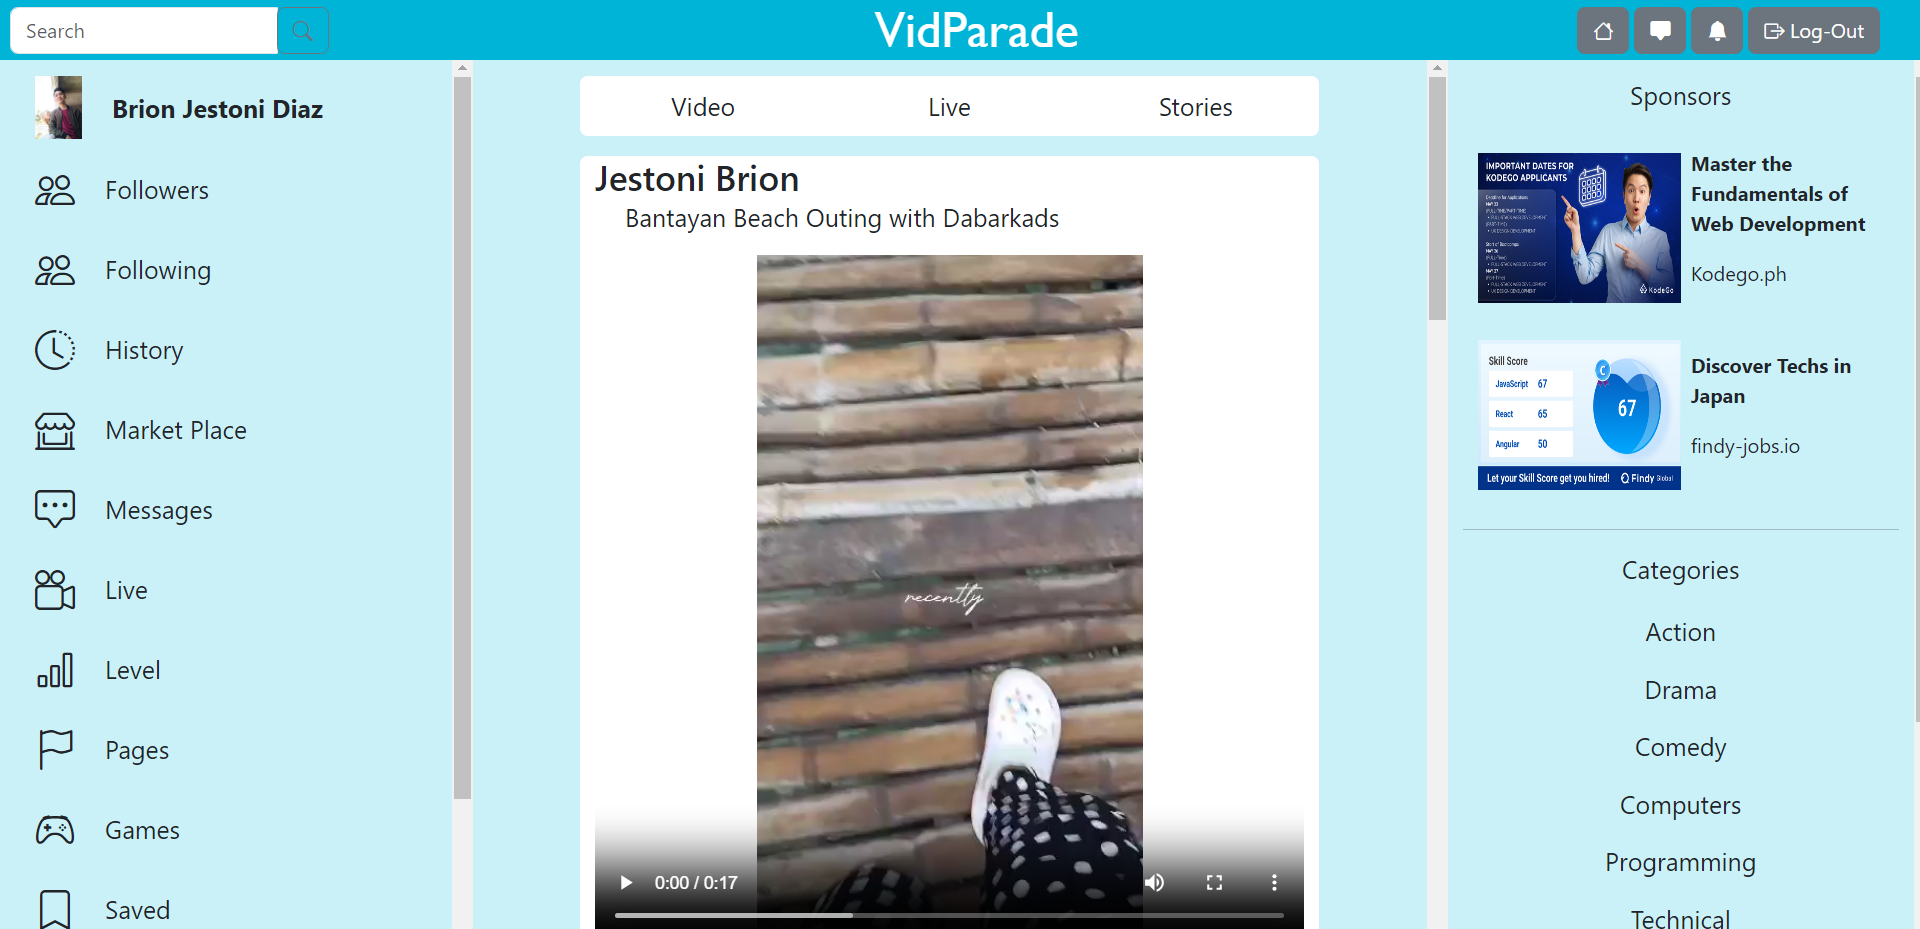 Search
VidParade
Log-Out
Brion Jestoni Diaz
Followers
Following
History
Market Place
Messages
Live
Level
Pages
Games
Saved
Video
Live
Stories
Jestoni Brion
Bantayan Beach Outing with Dabarkads
recently
0:00 / 0:17
Sponsors
IMPORTANT DATES FOR
KODEGO APPLICANTS
Deadline for Applications
KodeGo
Master the
Fundamentals of
Web Development
Kodego.ph
Skill Score
JavaScript 67
React 65
Angular 50
C
67
Let your Skill Score get you hired!
Findy Global
Discover Techs in
Japan
findy-jobs.io
Categories
Action
Drama
Comedy
Computers
Programming
Technical